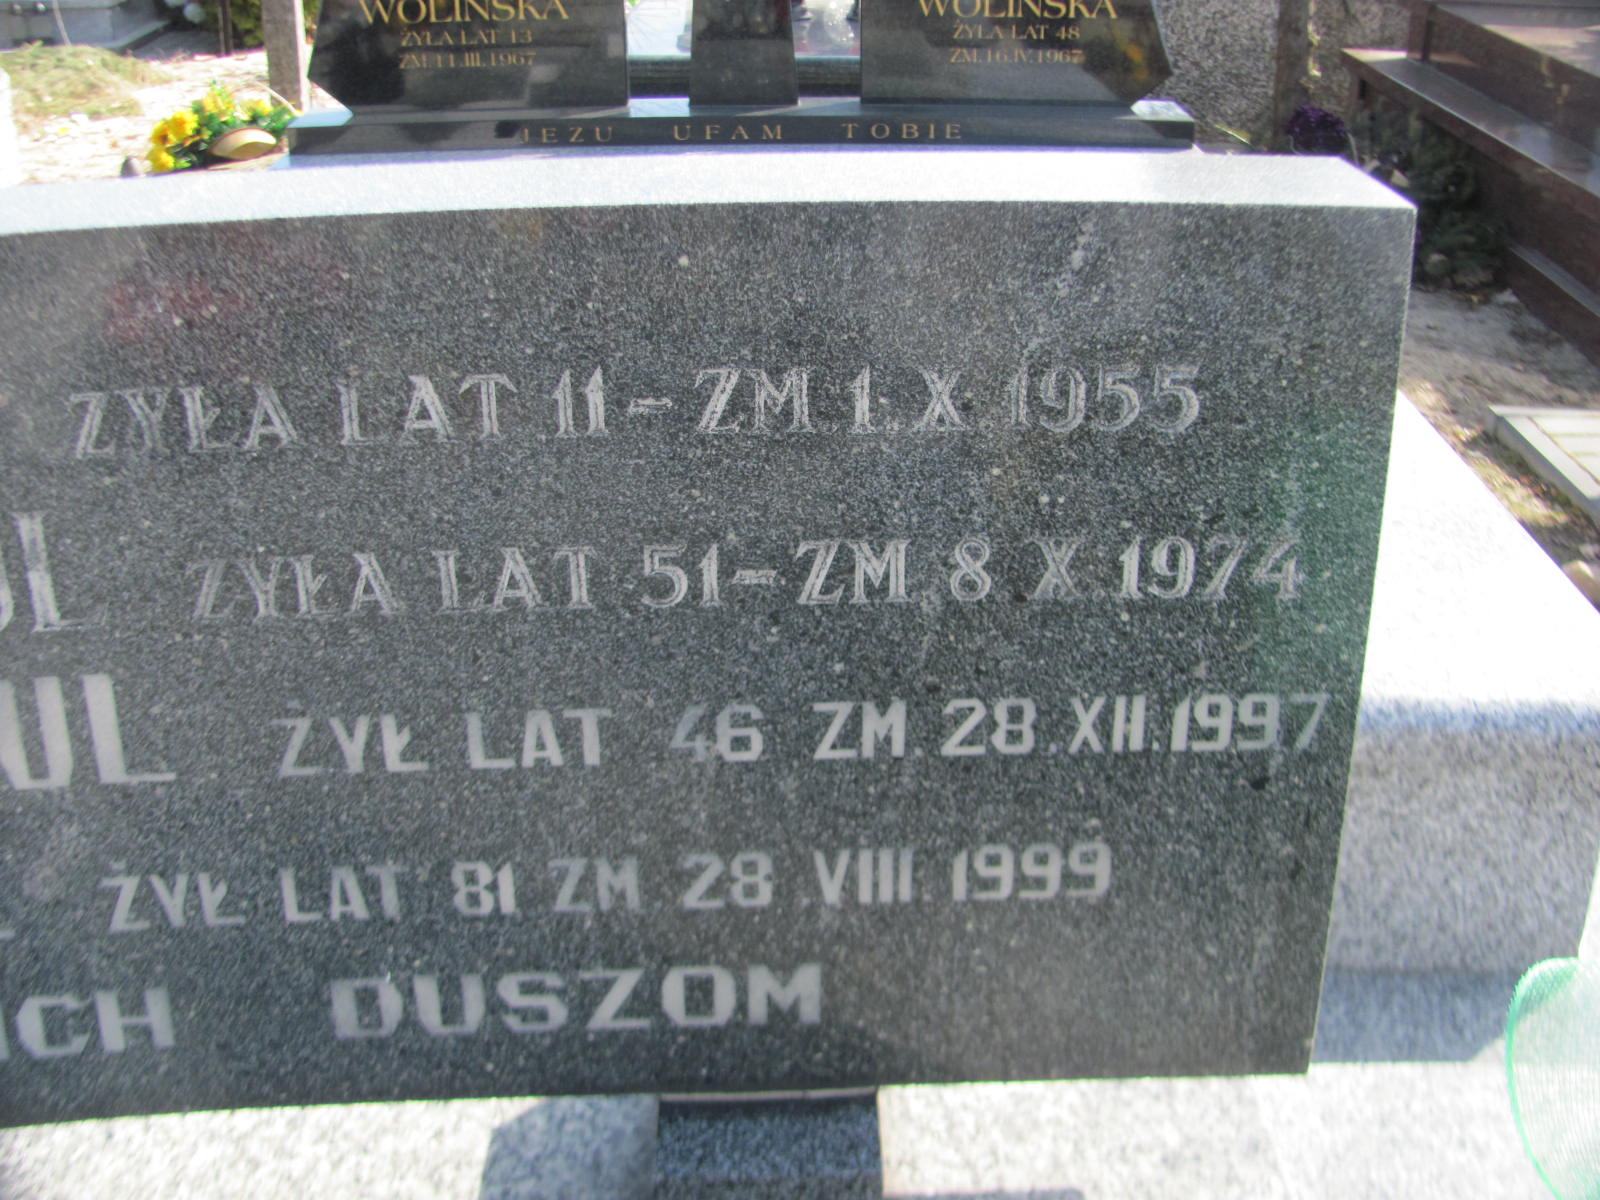 WOLIŃSKA
ŻYŁA LAT 13
ZM. 11.III.1967
WOLIŃSKA
ŻYŁA LAT 48
ZM. 16.IV.1967
JEZU UFAM TOBIE
ŻYŁA LAT 11 - ZM. 1. X. 1955
ŻYŁA LAT 51 - ZM. 8 X. 1974
UL ŻYŁ LAT 46 ZM. 28.XII.1997
ŻYŁ LAT 81 ZM 28 .VIII. 1999
ICH DUSZOM